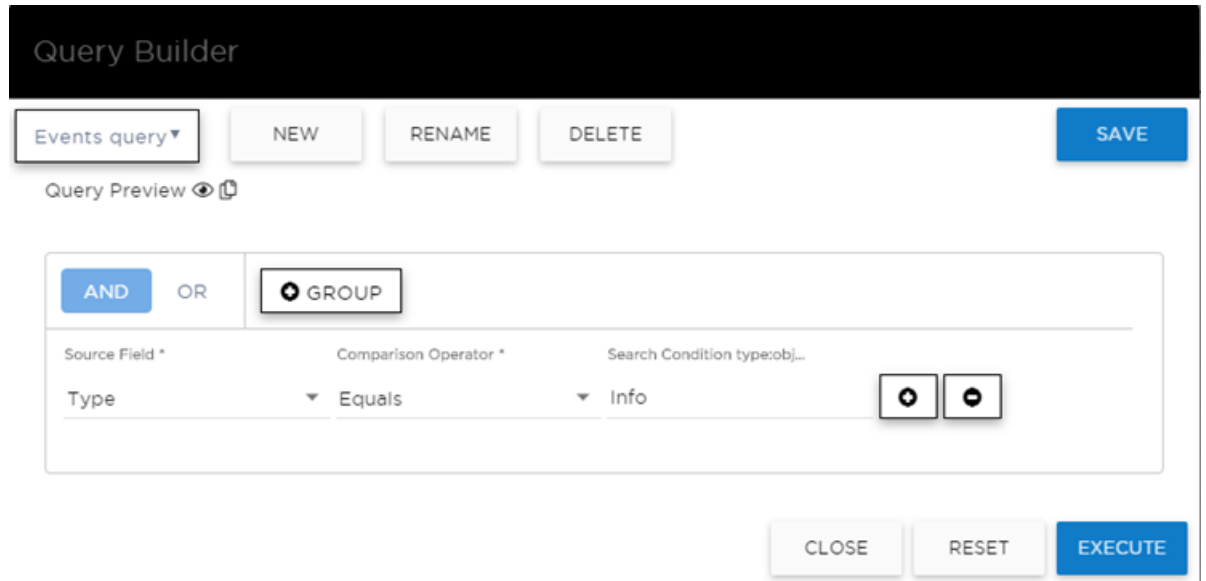 Query Builder
Events query NEW RENAME DELETE SAVE
Query Preview
AND OR GROUP
Source Field * Comparison Operator * Search Condition type:obj...
Type Equals Info
CLOSE RESET EXECUTE